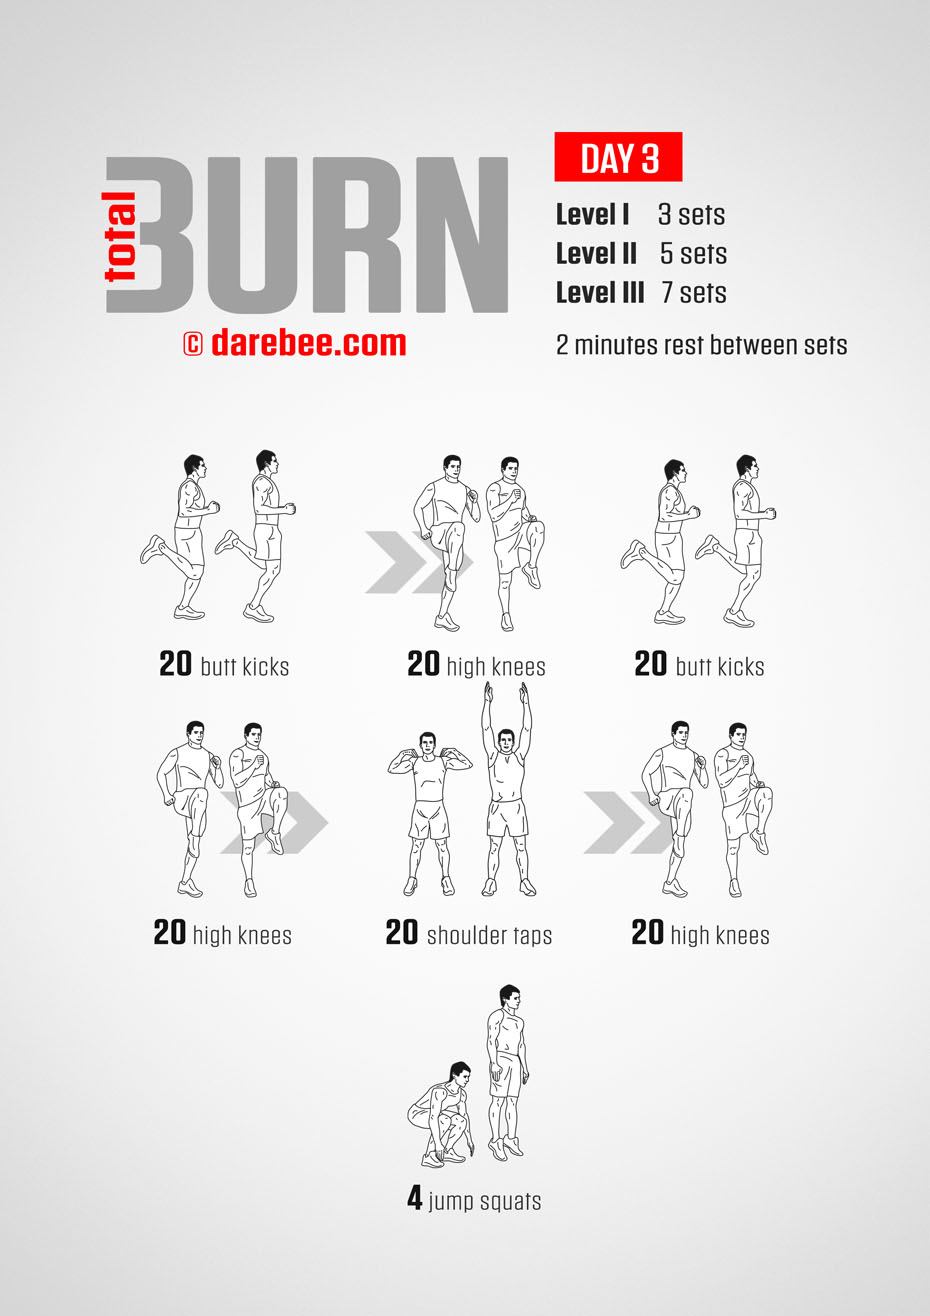 total
BURN
© darebee.com
DAY 3
Level I 3 sets
Level II 5 sets
Level III 7 sets
2 minutes rest between sets
20 butt kicks
20 high knees
20 butt kicks
20 high knees
20 shoulder taps
20 high knees
4 jump squats